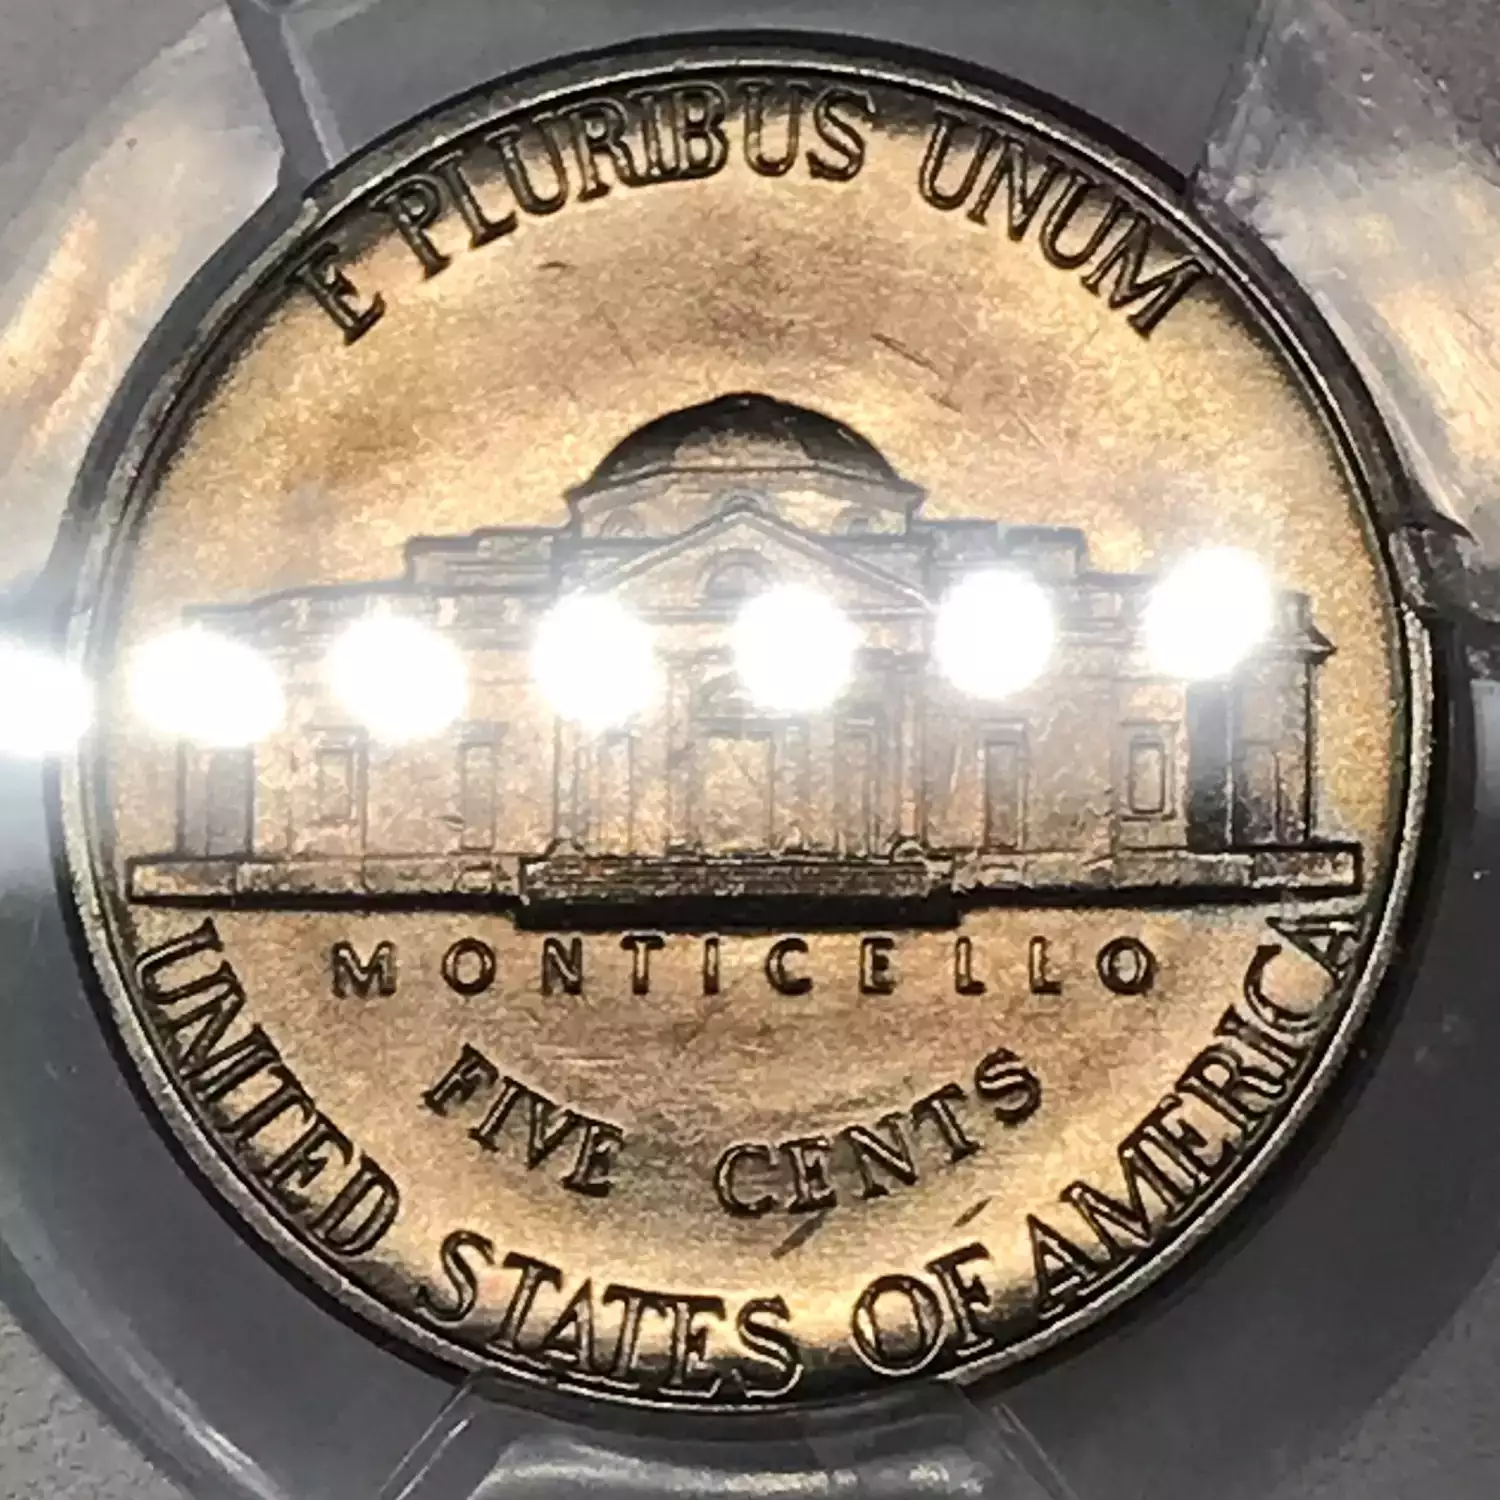 E PLURIBUS UNUM
MONTICELLO
FIVE CENTS
UNITED STATES OF AMERICA